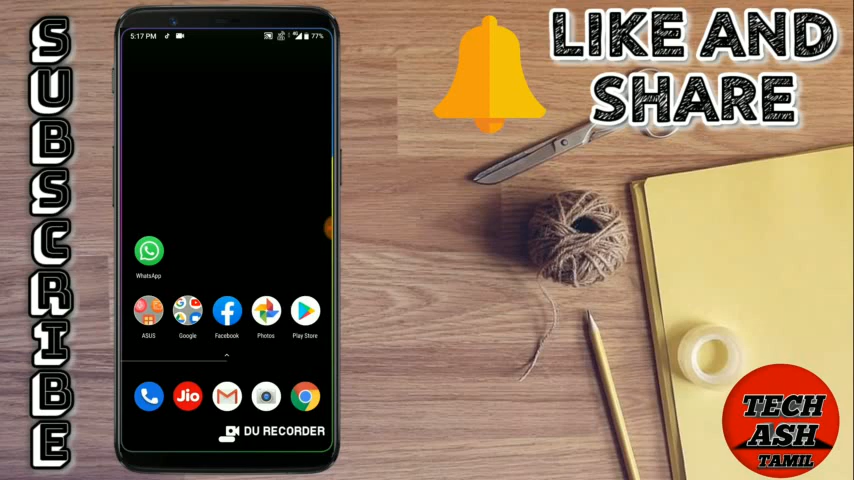 SUBSCRIBE
5:17 PM
77%
WhatsApp
ASUS
Google
Facebook
Photos
Play Store
Jio
DU RECORDER
LIKE AND
SHARE
TECH
ASH
TAMIL